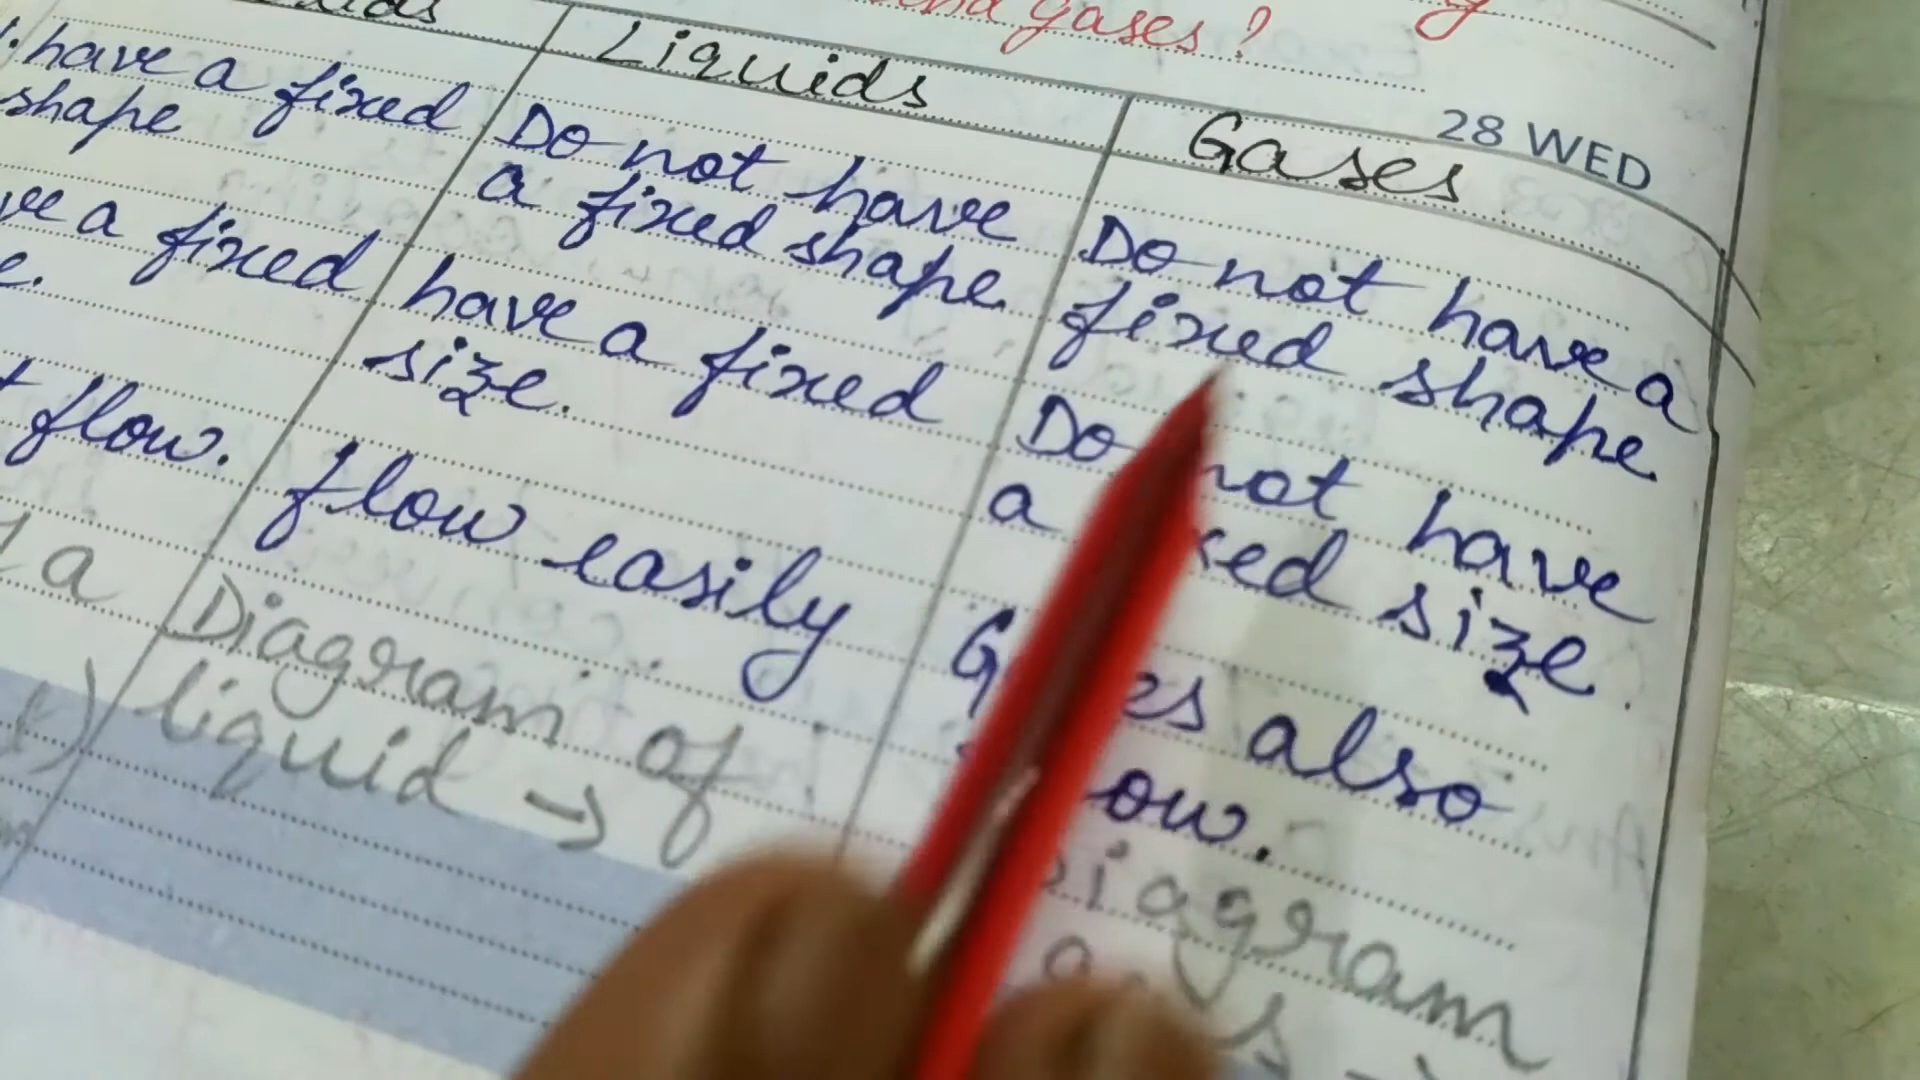 gases?
28 WED
Liquids
Gases
have a fixed
shape
a fixed
flow.
a
Do not have
a fixed shape
have a fixed
size.
flow easily
Diagram of
liquid →
Do not have a
fixed shape
Do not have
a size.
also
Diagram